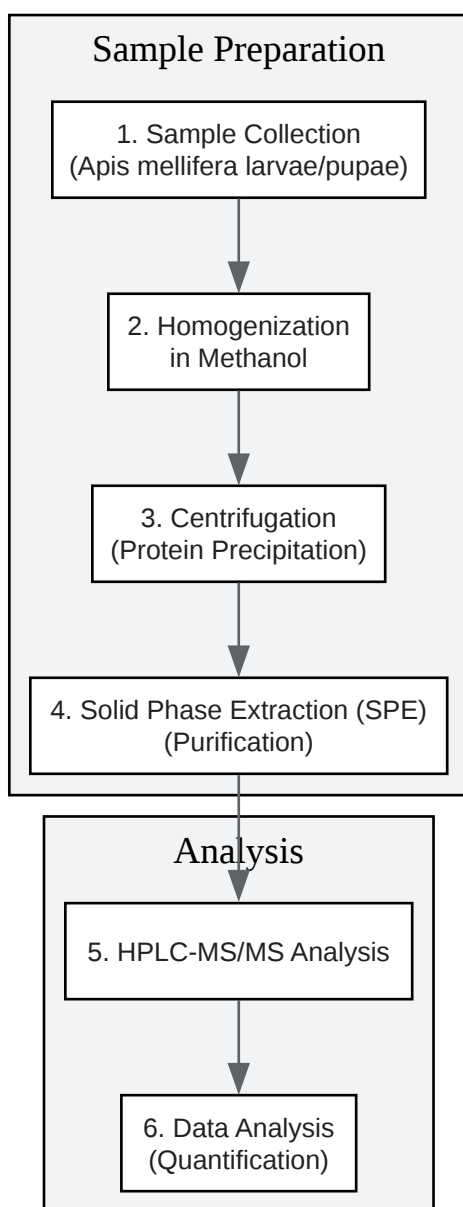 Sample Preparation
1. Sample Collection
(Apis mellifera larvae/pupae)
2. Homogenization
in Methanol
3. Centrifugation
(Protein Precipitation)
4. Solid Phase Extraction (SPE)
(Purification)
Analysis
5. HPLC-MS/MS Analysis
6. Data Analysis
(Quantification)